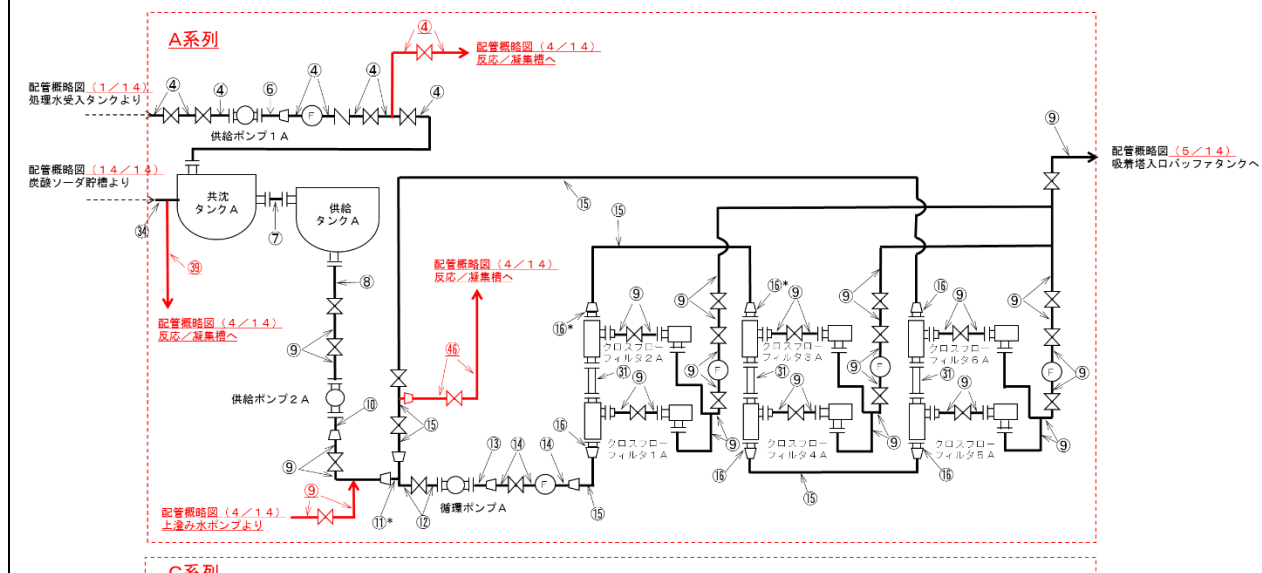 A系列
④
配管概略図（4／14）
反応／凝集槽へ
配管概略図（1／14）
処理水受入タンクより
④
④
⑥
④
④
④
F
供給ポンプ1A
⑨
配管概略図（5／14）
吸着塔入口バッファタンクへ
配管概略図（14／14）
炭酸ソーダ貯槽より
共沈
タンクA
供給
タンクA
⑦
㉞
㊴
配管概略図（4／14）
反応／凝集槽へ
⑧
⑨
供給ポンプ2A
⑩
⑨
⑨
配管概略図（4／14）
上澄み水ポンプより
⑪*
⑫
配管概略図（4／14）
反応／凝集槽へ
㊻
⑮
⑮
⑮
循環ポンプA
⑬
⑭
F
⑭
⑮
⑯*
⑨
クロスフロー
フィルタ2A
㉛
⑨
⑯
クロスフロー
フィルタ1A
⑨
⑨
F
⑨
⑯*
⑨
クロスフロー
フィルタ3A
㉛
⑨
⑯
クロスフロー
フィルタ4A
⑨
⑨
F
⑨
⑮
⑯
⑨
クロスフロー
フィルタ6A
㉛
⑨
⑯
クロスフロー
フィルタ5A
⑨
⑨
F
⑨
C系列